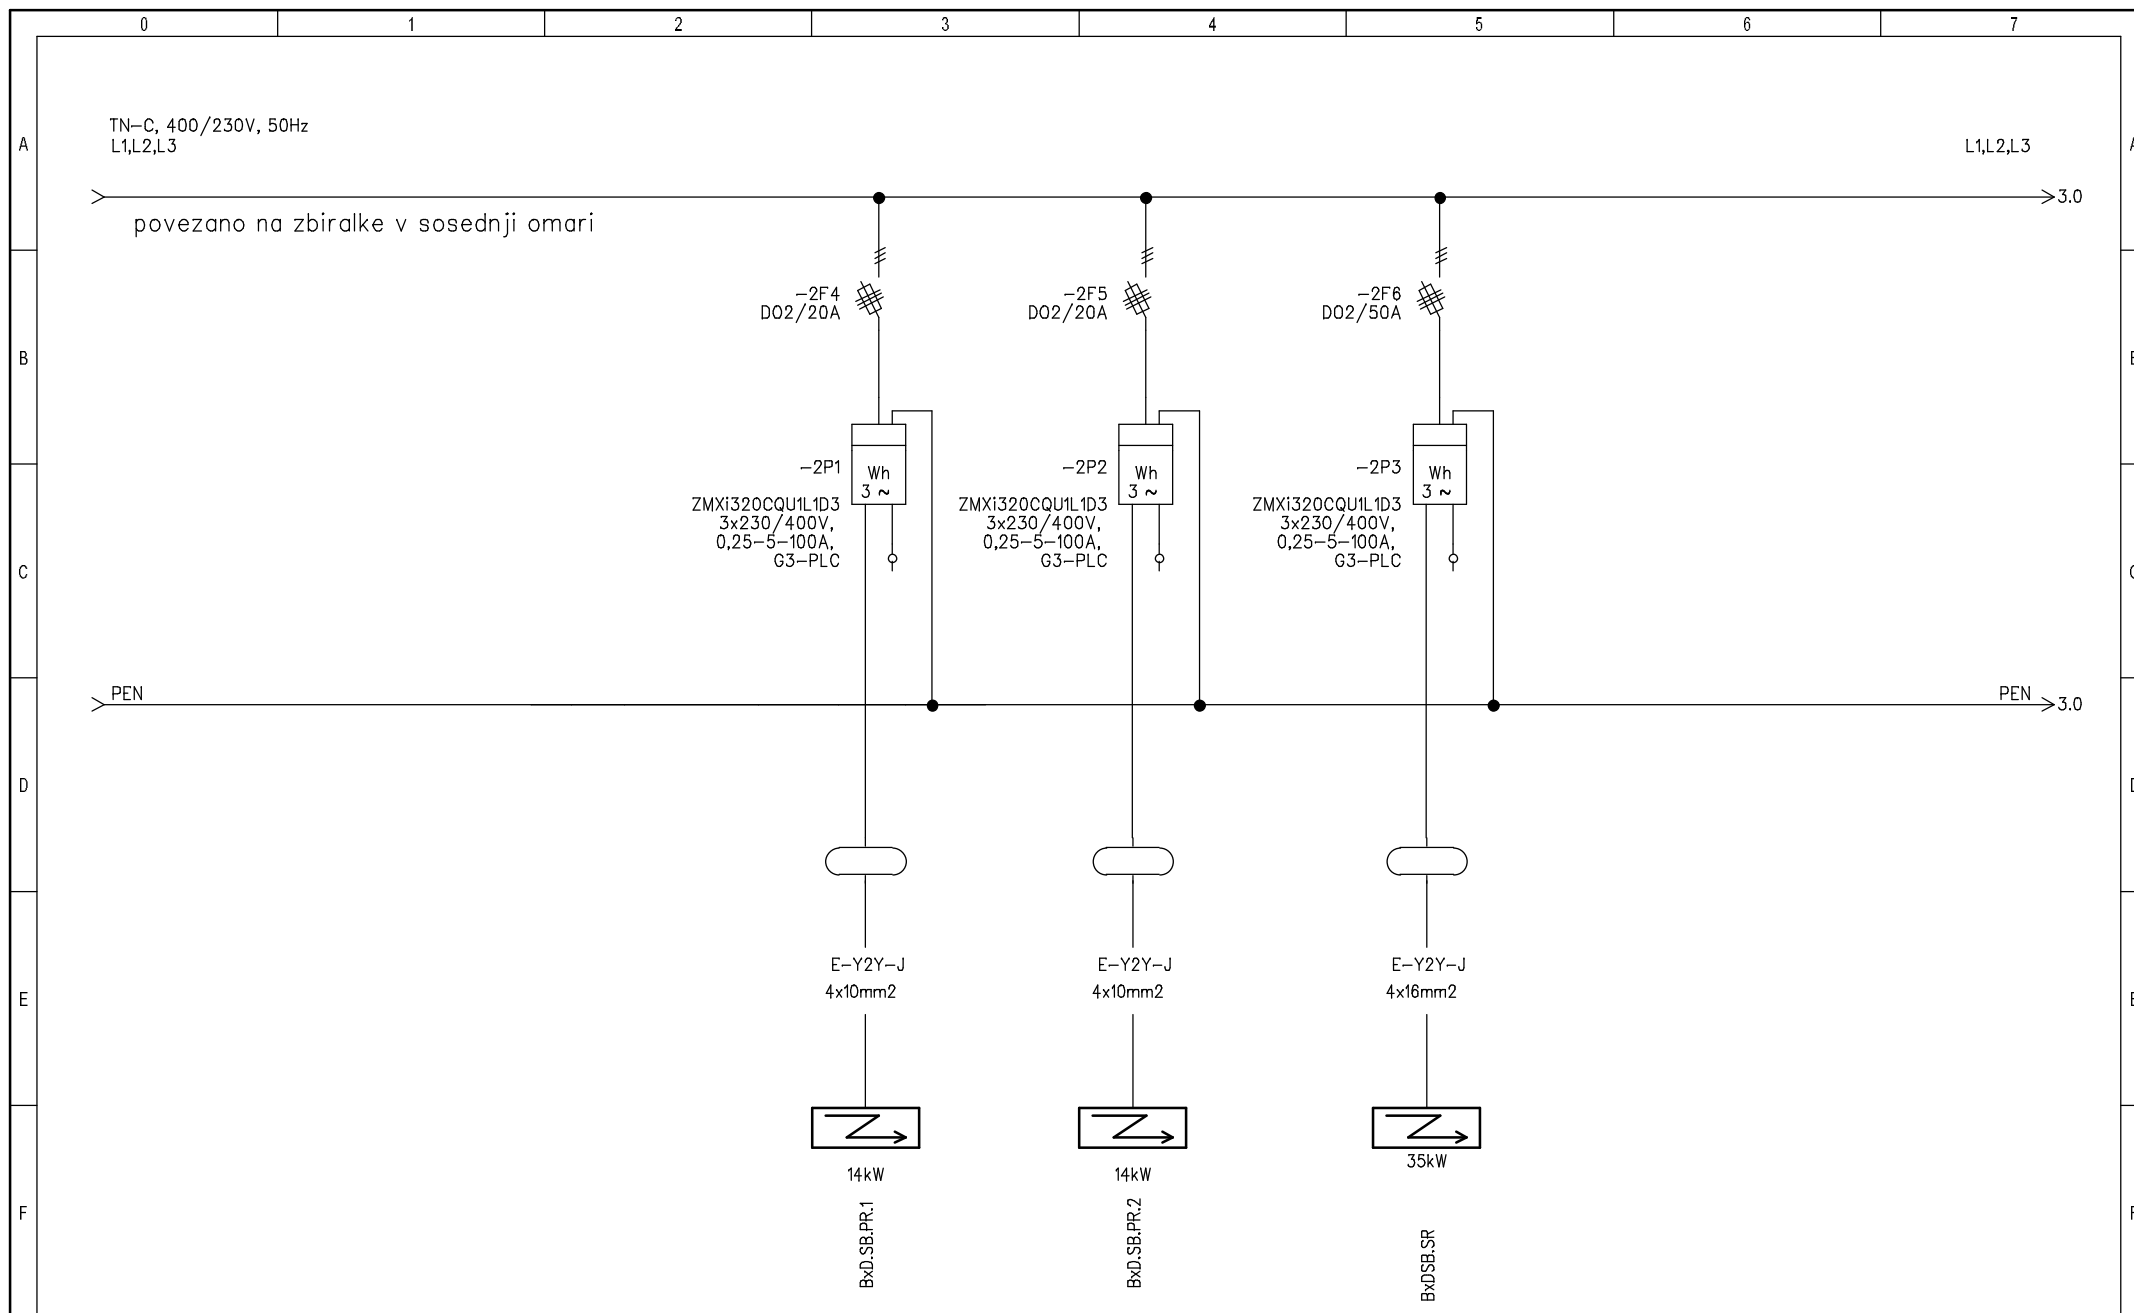 0 1 2 3 4 5 6 7
A
TN-C, 400/230V, 50Hz
L1,L2,L3
L1,L2,L3
3.0
povezano na zbiralke v sosednji omari
B
-2F4
DO2/20A
-2F5
DO2/20A
-2F6
DO2/50A
-2P1
Wh
3 ~
ZMXi320CQU1L1D3
3x230/400V,
0,25-5-100A,
G3-PLC
-2P2
Wh
3 ~
ZMXi320CQU1L1D3
3x230/400V,
0,25-5-100A,
G3-PLC
-2P3
Wh
3 ~
ZMXi320CQU1L1D3
3x230/400V,
0,25-5-100A,
G3-PLC
C
PEN
PEN
3.0
D
E-Y2Y-J
4x10mm2
E-Y2Y-J
4x10mm2
E-Y2Y-J
4x16mm2
E
14kW
14kW
35kW
F
BxD.SB.PR.1
BxD.SB.PR.2
BxDSB.SR